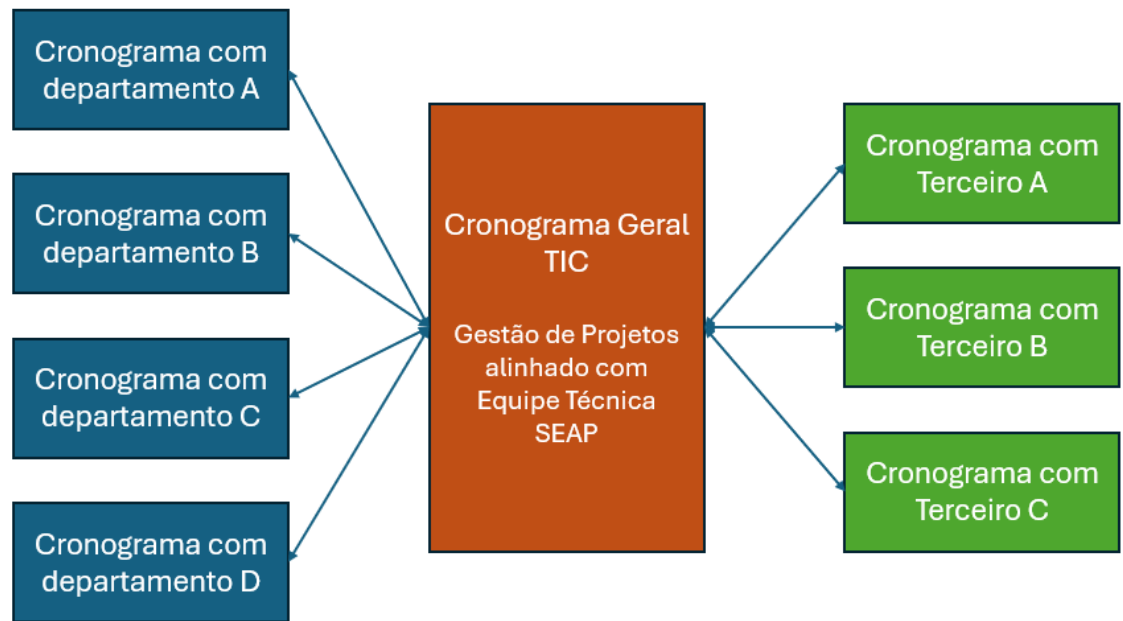 Cronograma com
departamento A
Cronograma com
departamento B
Cronograma com
departamento C
Cronograma com
departamento D
Cronograma Geral
TIC
Gestão de Projetos
alinhado com
Equipe Técnica
SEAP
Cronograma com
Terceiro A
Cronograma com
Terceiro B
Cronograma com
Terceiro C